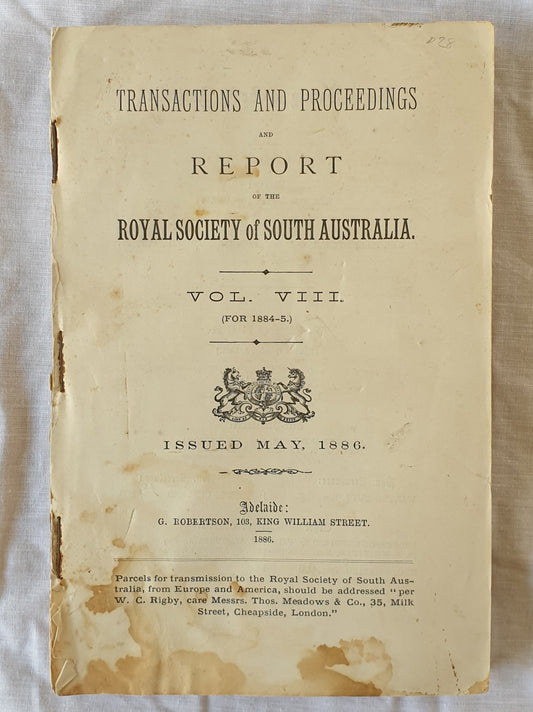 TRANSACTIONS AND PROCEEDINGS
AND
REPORT
OF THE
ROYAL SOCIETY of SOUTH AUSTRALIA.
VOL. VIII.
(FOR 1884-5.)
ISSUED MAY, 1886.
Adelaide:
G. ROBERTSON, 103, KING WILLIAM STREET.
1886.
Parcels for transmission to the Royal Society of South Aus-
tralia, from Europe and America, should be addressed "per
W. C. Rigby, care Messrs. Thos. Meadows & Co., 35, Milk
Street, Cheapside, London."